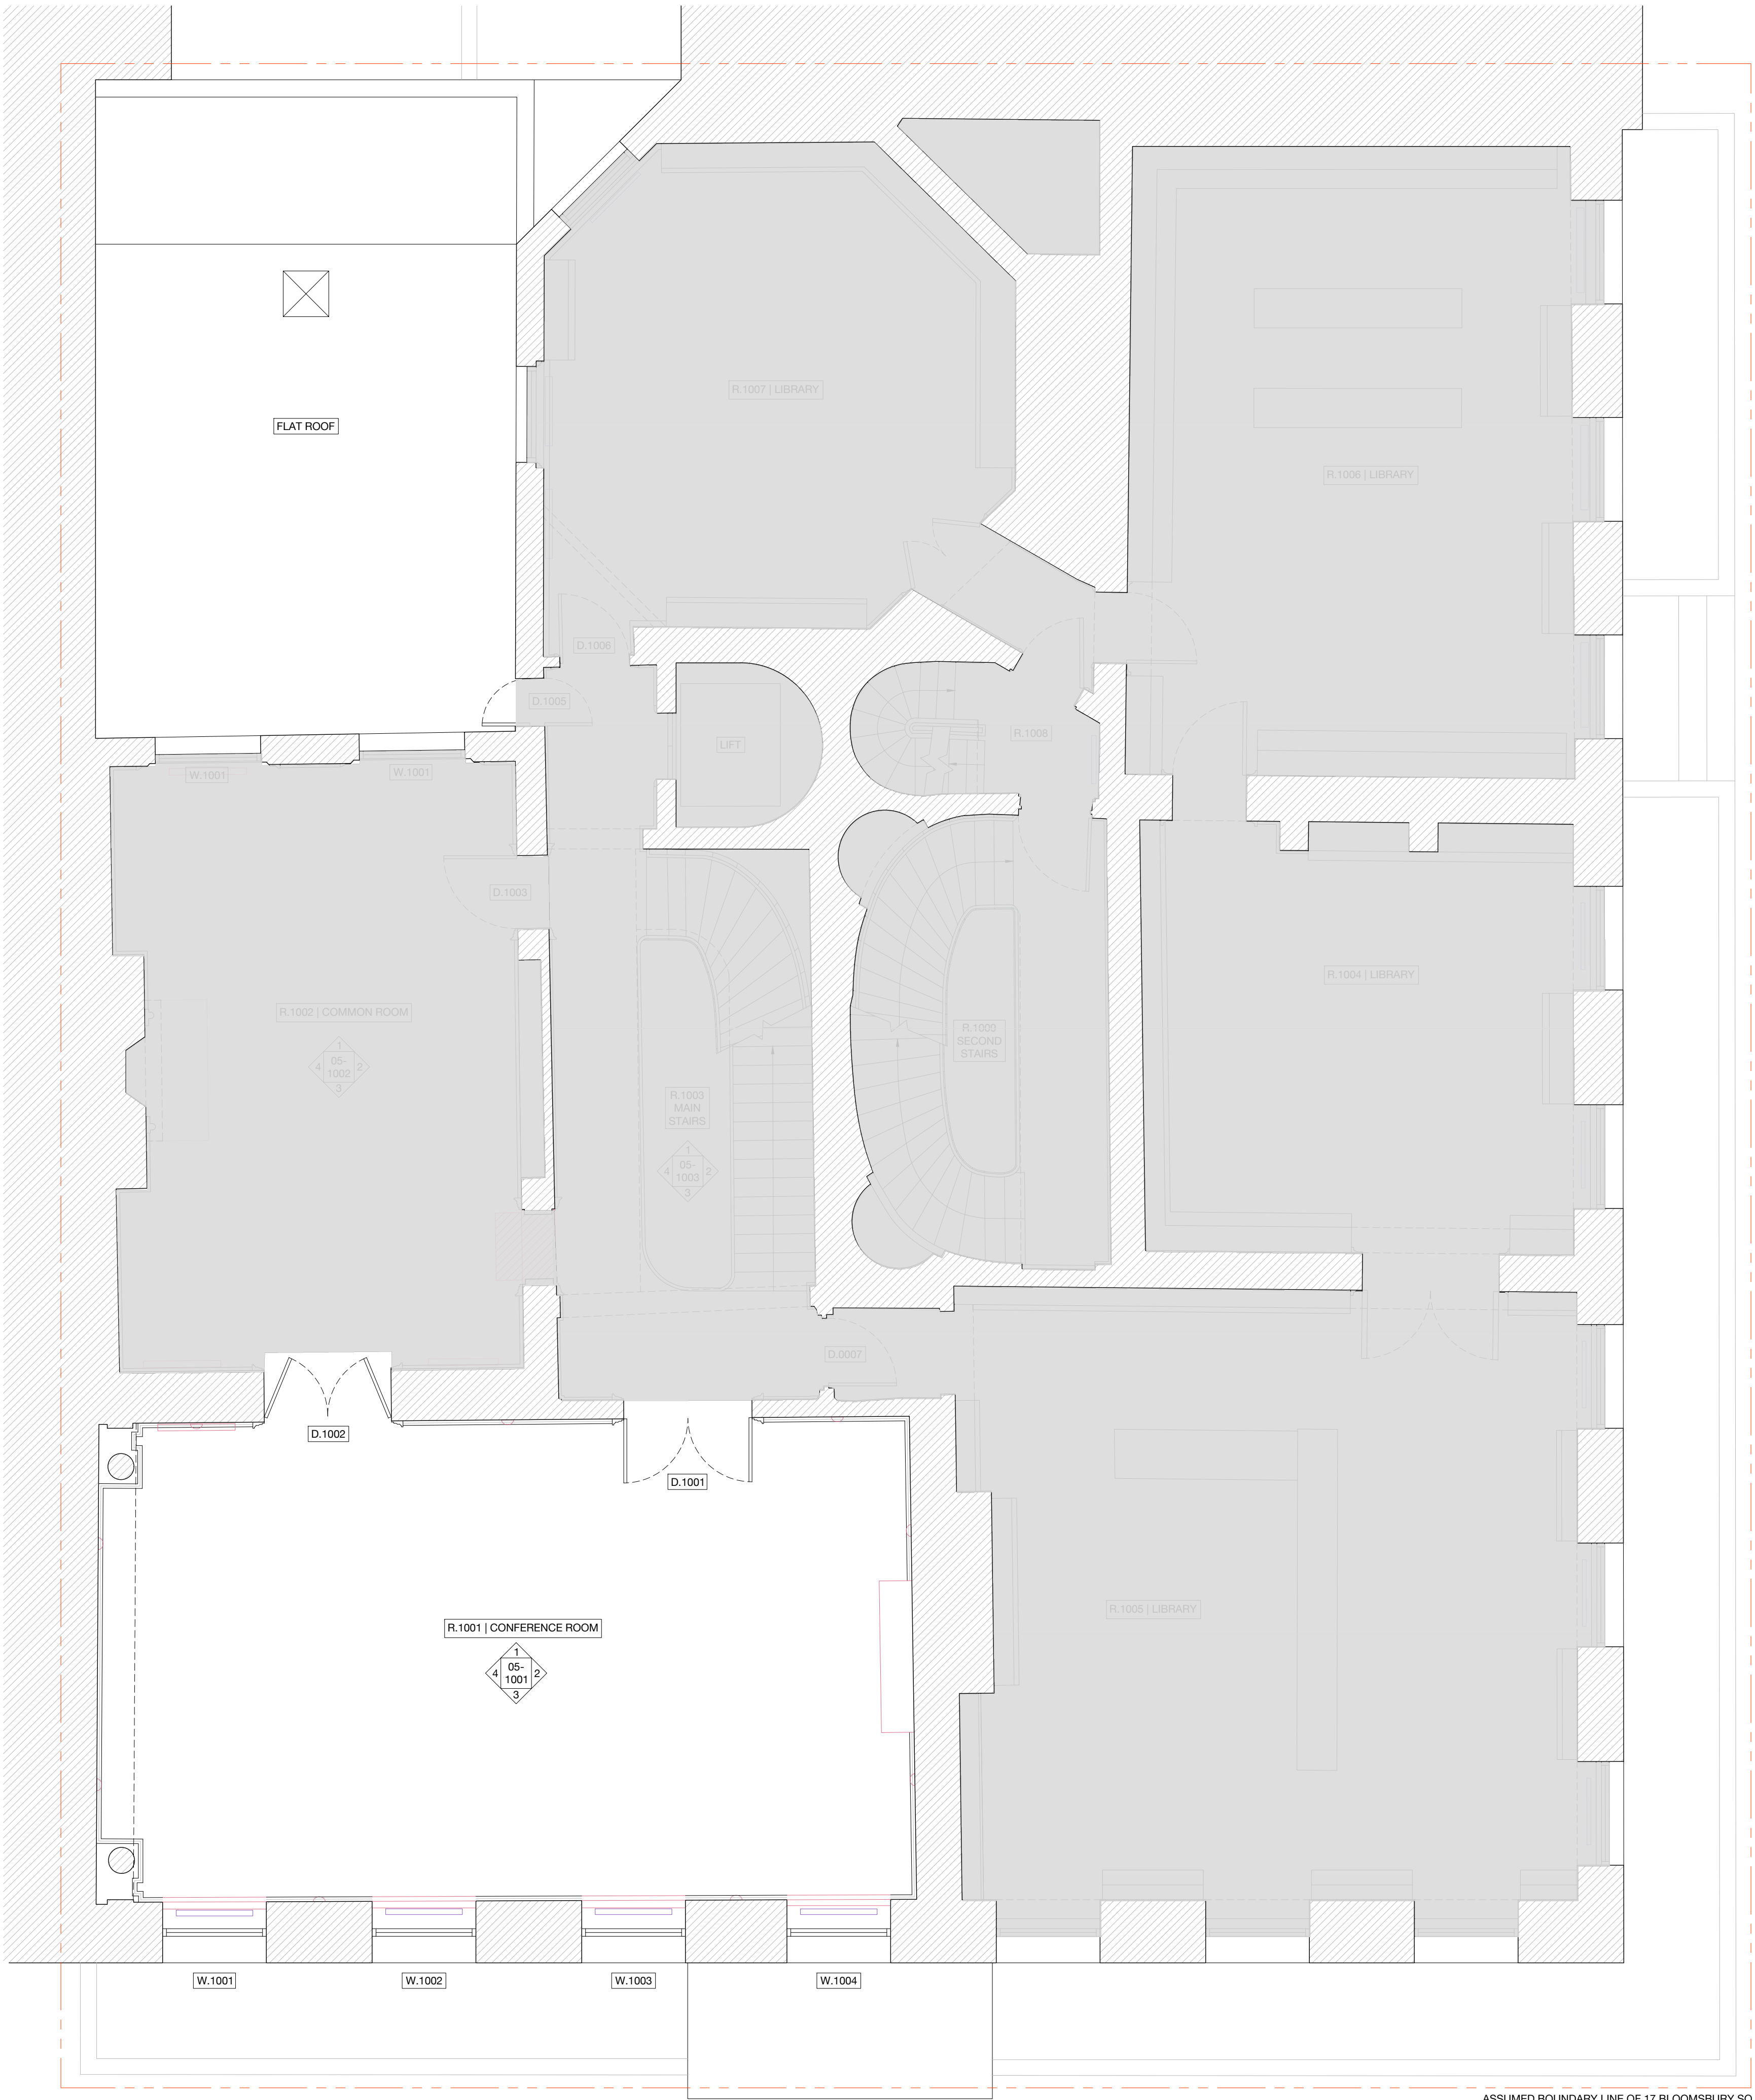 R.1007 | LIBRARY
FLAT ROOF
R.1006 | LIBRARY
D.1006
D.1005
LIFT
R.1008
W.1001
W.1001
D.1003
R.1004 | LIBRARY
R.1002 | COMMON ROOM
1
4
05-
1002
2
3
R.1009
SECOND
STAIRS
R.1003
MAIN
STAIRS
1
4
05-
1003
2
3
D.0007
D.1002
D.1001
R.1005 | LIBRARY
R.1001 | CONFERENCE ROOM
1
4
05-
1001
2
3
W.1001
W.1002
W.1003
W.1004
ASSUMED BOUNDARY LINE OF 17 BLOOMSBURY SQ